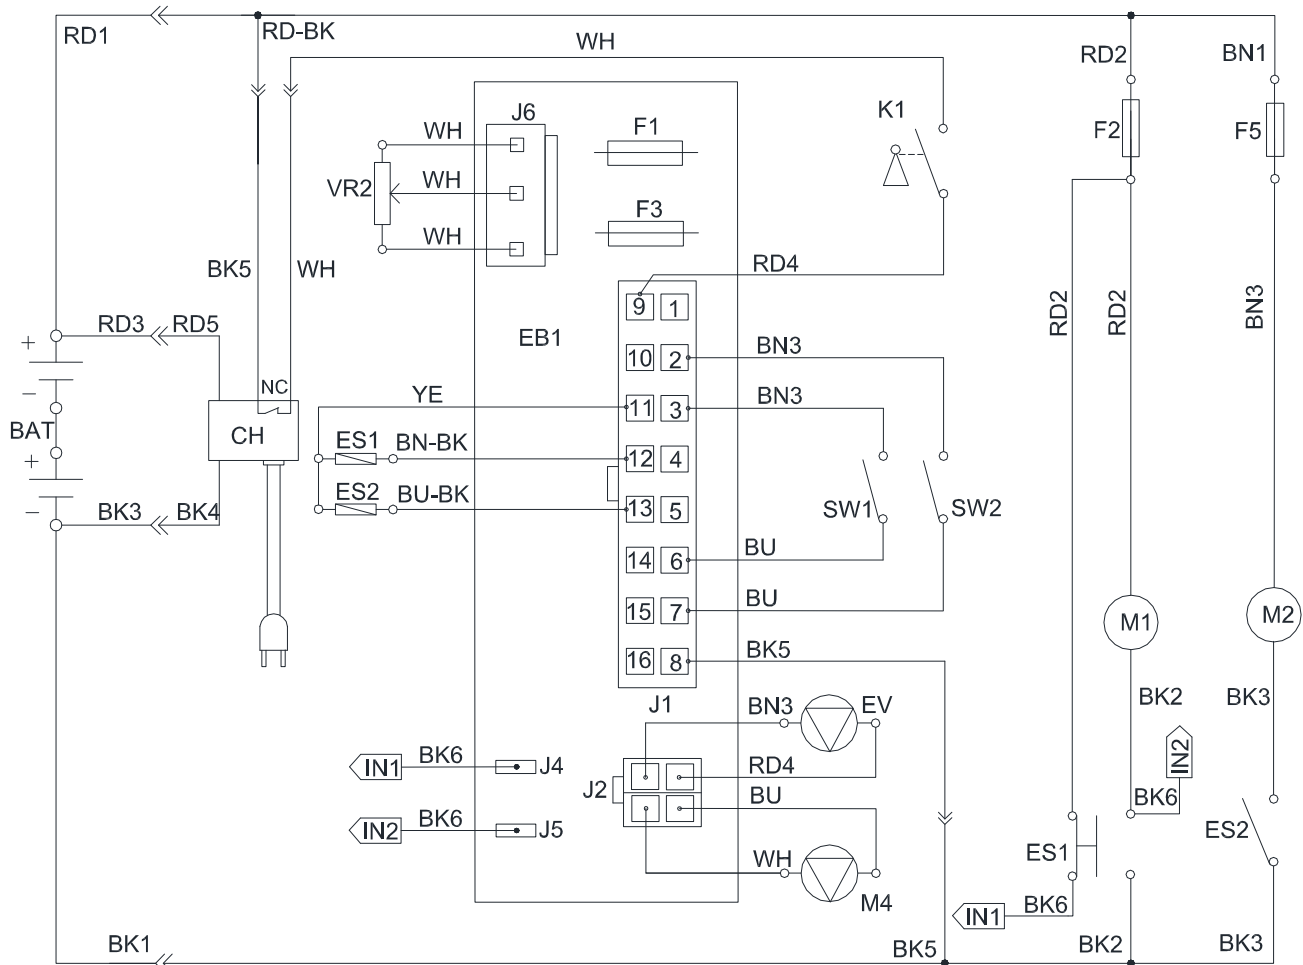 RD1
RD-BK
WH
RD2
BN1
J6
F1
K1
F2
F5
WH
VR2
WH
F3
WH
BK5
WH
RD4
9 1
RD2
RD2
BN3
RD3
RD5
EB1
+
10 2
BN3
-
NC
YE
11 3
BN3
BAT
CH
ES1
BN-BK
12 4
+
ES2
BU-BK
13 5
SW1
SW2
-
BK3
BK4
14 6
BU
15 7
BU
M1
M2
16 8
BK5
J1
BN3
EV
BK2
BK3
IN1
BK6
J4
RD4
IN2
J2
BU
BK6
IN2
BK6
J5
ES2
WH
ES1
M4
IN1
BK6
BK1
BK5
BK2
BK3